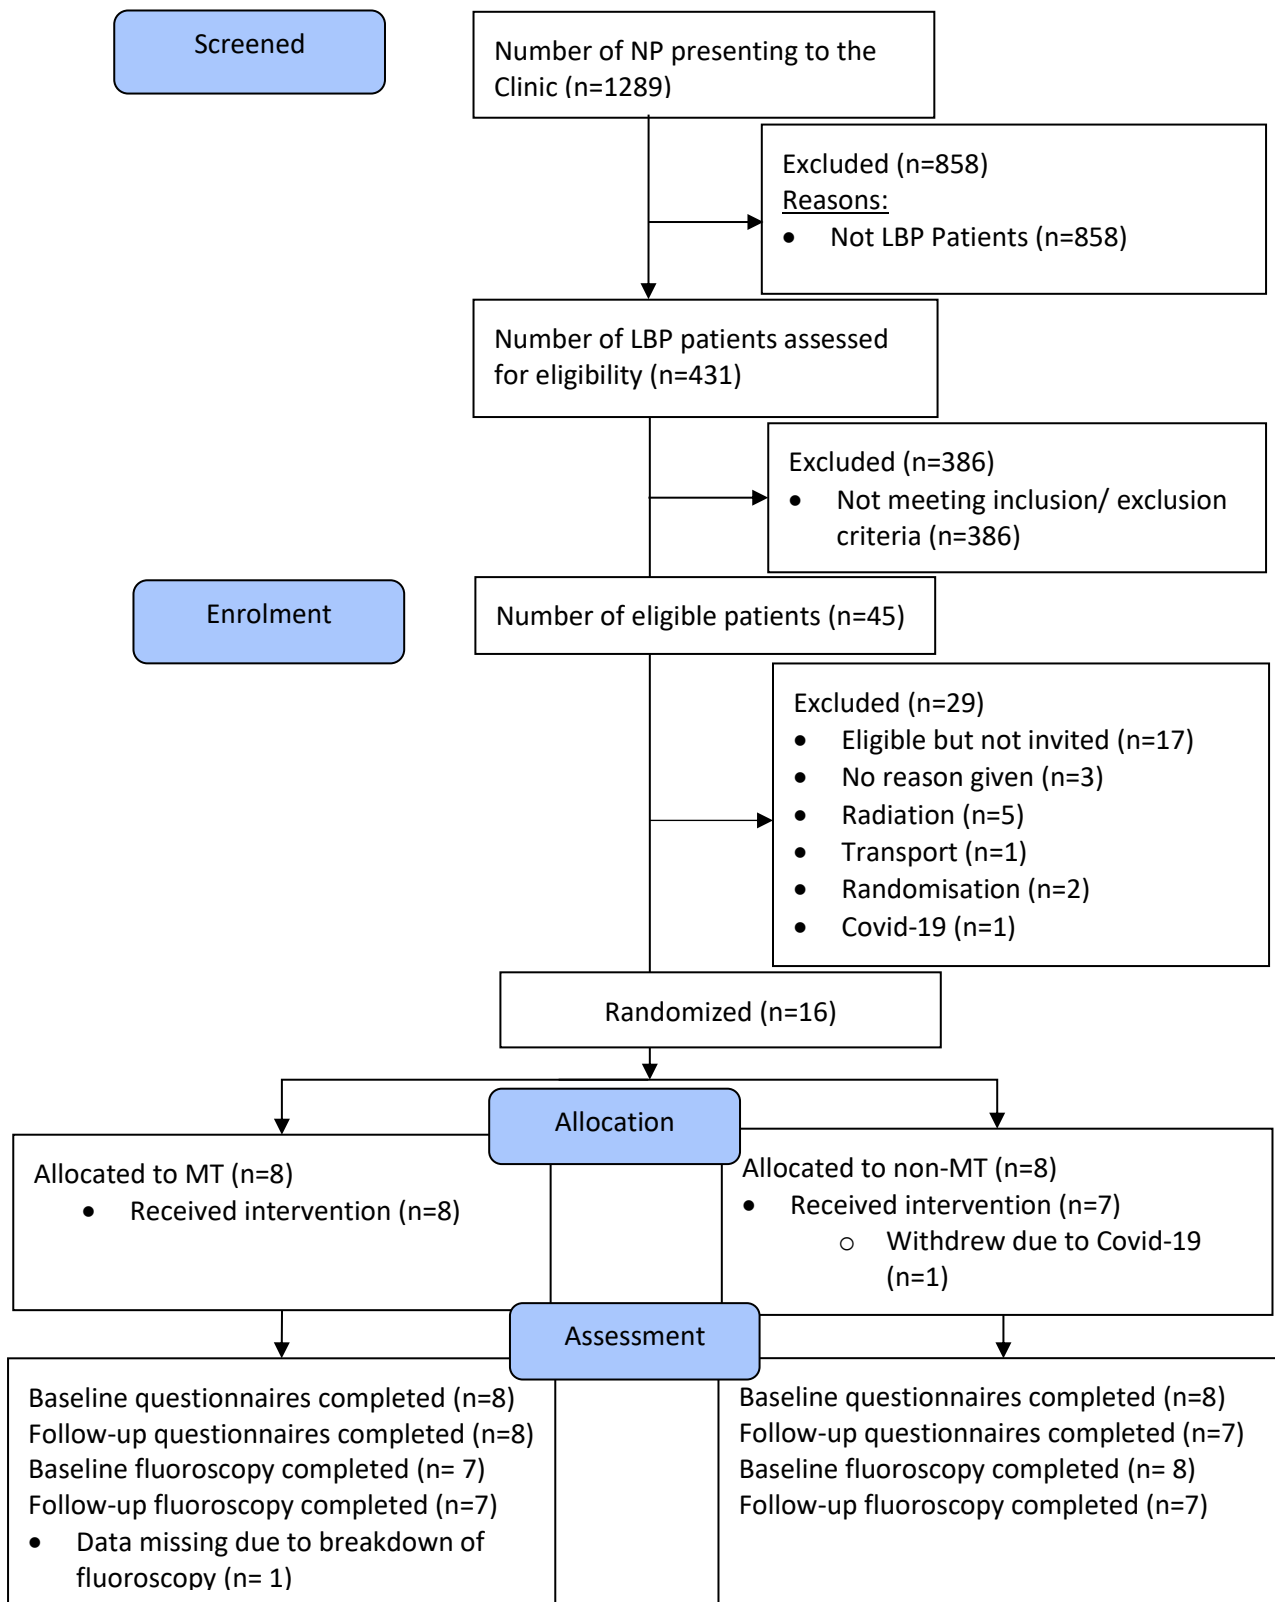 Screened
Number of NP presenting to the
Clinic (n=1289)
Excluded (n=858)
Reasons:
• Not LBP Patients (n=858)
Number of LBP patients assessed
for eligibility (n=431)
Excluded (n=386)
• Not meeting inclusion/ exclusion
criteria (n=386)
Enrolment
Number of eligible patients (n=45)
Excluded (n=29)
• Eligible but not invited (n=17)
• No reason given (n=3)
• Radiation (n=5)
• Transport (n=1)
• Randomisation (n=2)
• Covid-19 (n=1)
Randomized (n=16)
Allocation
Allocated to MT (n=8)
• Received intervention (n=8)
Allocated to non-MT (n=8)
• Received intervention (n=7)
o Withdrew due to Covid-19
(n=1)
Assessment
Baseline questionnaires completed (n=8)
Follow-up questionnaires completed (n=8)
Baseline fluoroscopy completed (n= 7)
Follow-up fluoroscopy completed (n=7)
• Data missing due to breakdown of
fluoroscopy (n= 1)
Baseline questionnaires completed (n=8)
Follow-up questionnaires completed (n=7)
Baseline fluoroscopy completed (n= 8)
Follow-up fluoroscopy completed (n=7)